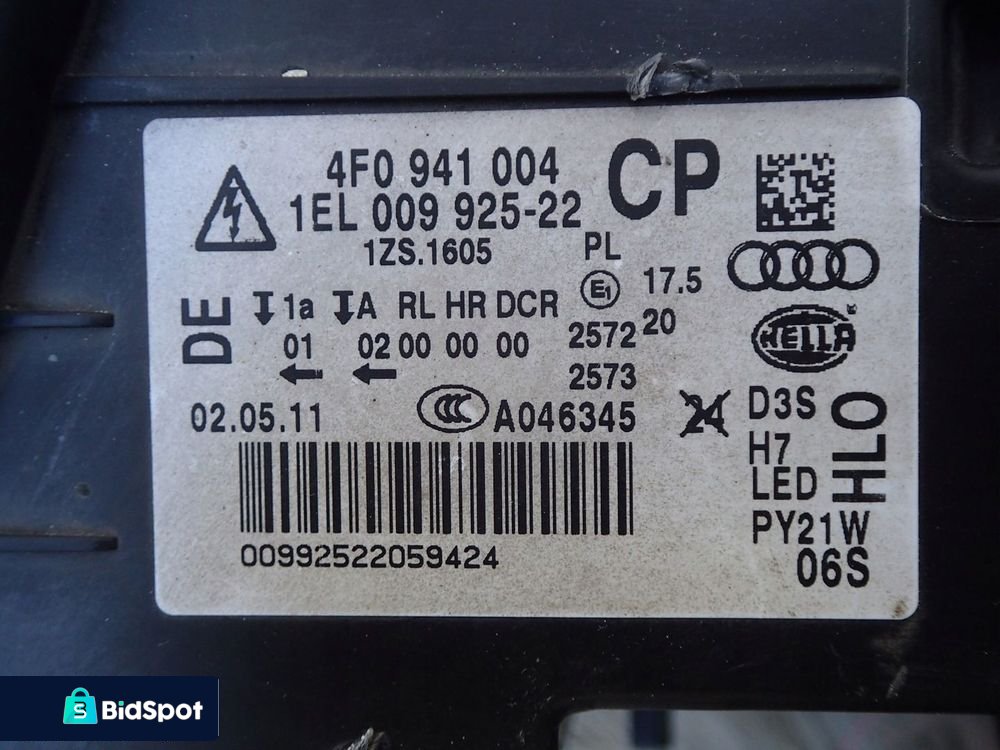 4F0 941 004
1EL 009 925-22
1ZS.1605
CP
PL
DE
1a A RL HR DCR
E1
17.5
01 02 00 00 00
2572
20
2573
02.05.11
CCC
A046345
24
HELLA
®
D3S
H7
LED
HLO
PY21W
06S
00992522059424
S
BidSpot